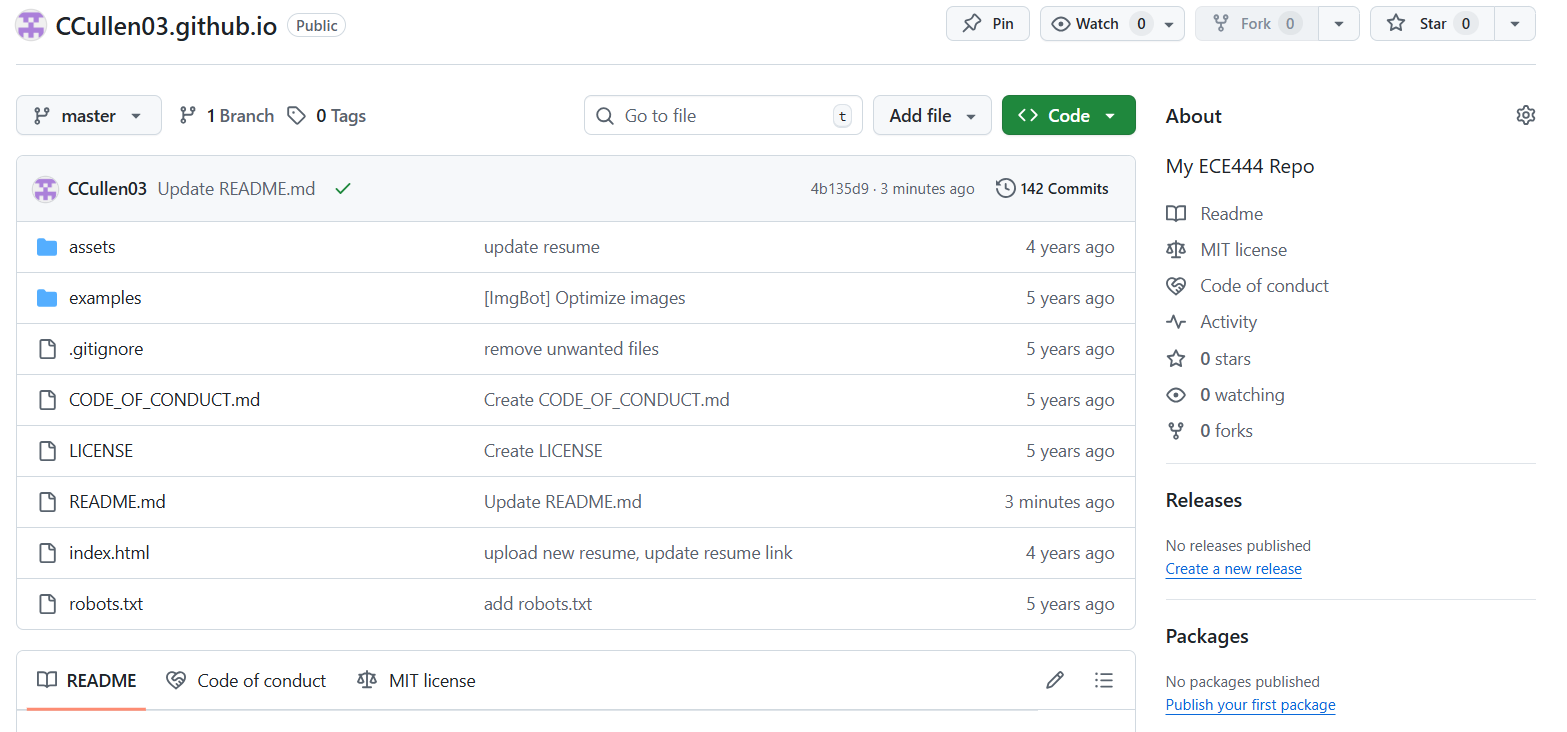 CCullen03.github.io Public Pin Watch 0 Fork 0 Star 0
master 1 Branch 0 Tags Go to file t Add file Code
CCullen03 Update README.md 4b135d9 · 3 minutes ago 142 Commits
assets update resume 4 years ago
examples [ImgBot] Optimize images 5 years ago
.gitignore remove unwanted files 5 years ago
CODE_OF_CONDUCT.md Create CODE_OF_CONDUCT.md 5 years ago
LICENSE Create LICENSE 5 years ago
README.md Update README.md 3 minutes ago
index.html upload new resume, update resume link 4 years ago
robots.txt add robots.txt 5 years ago
README Code of conduct MIT license
About
My ECE444 Repo
Readme
MIT license
Code of conduct
Activity
0 stars
0 watching
0 forks
Releases
No releases published
Create a new release
Packages
No packages published
Publish your first package